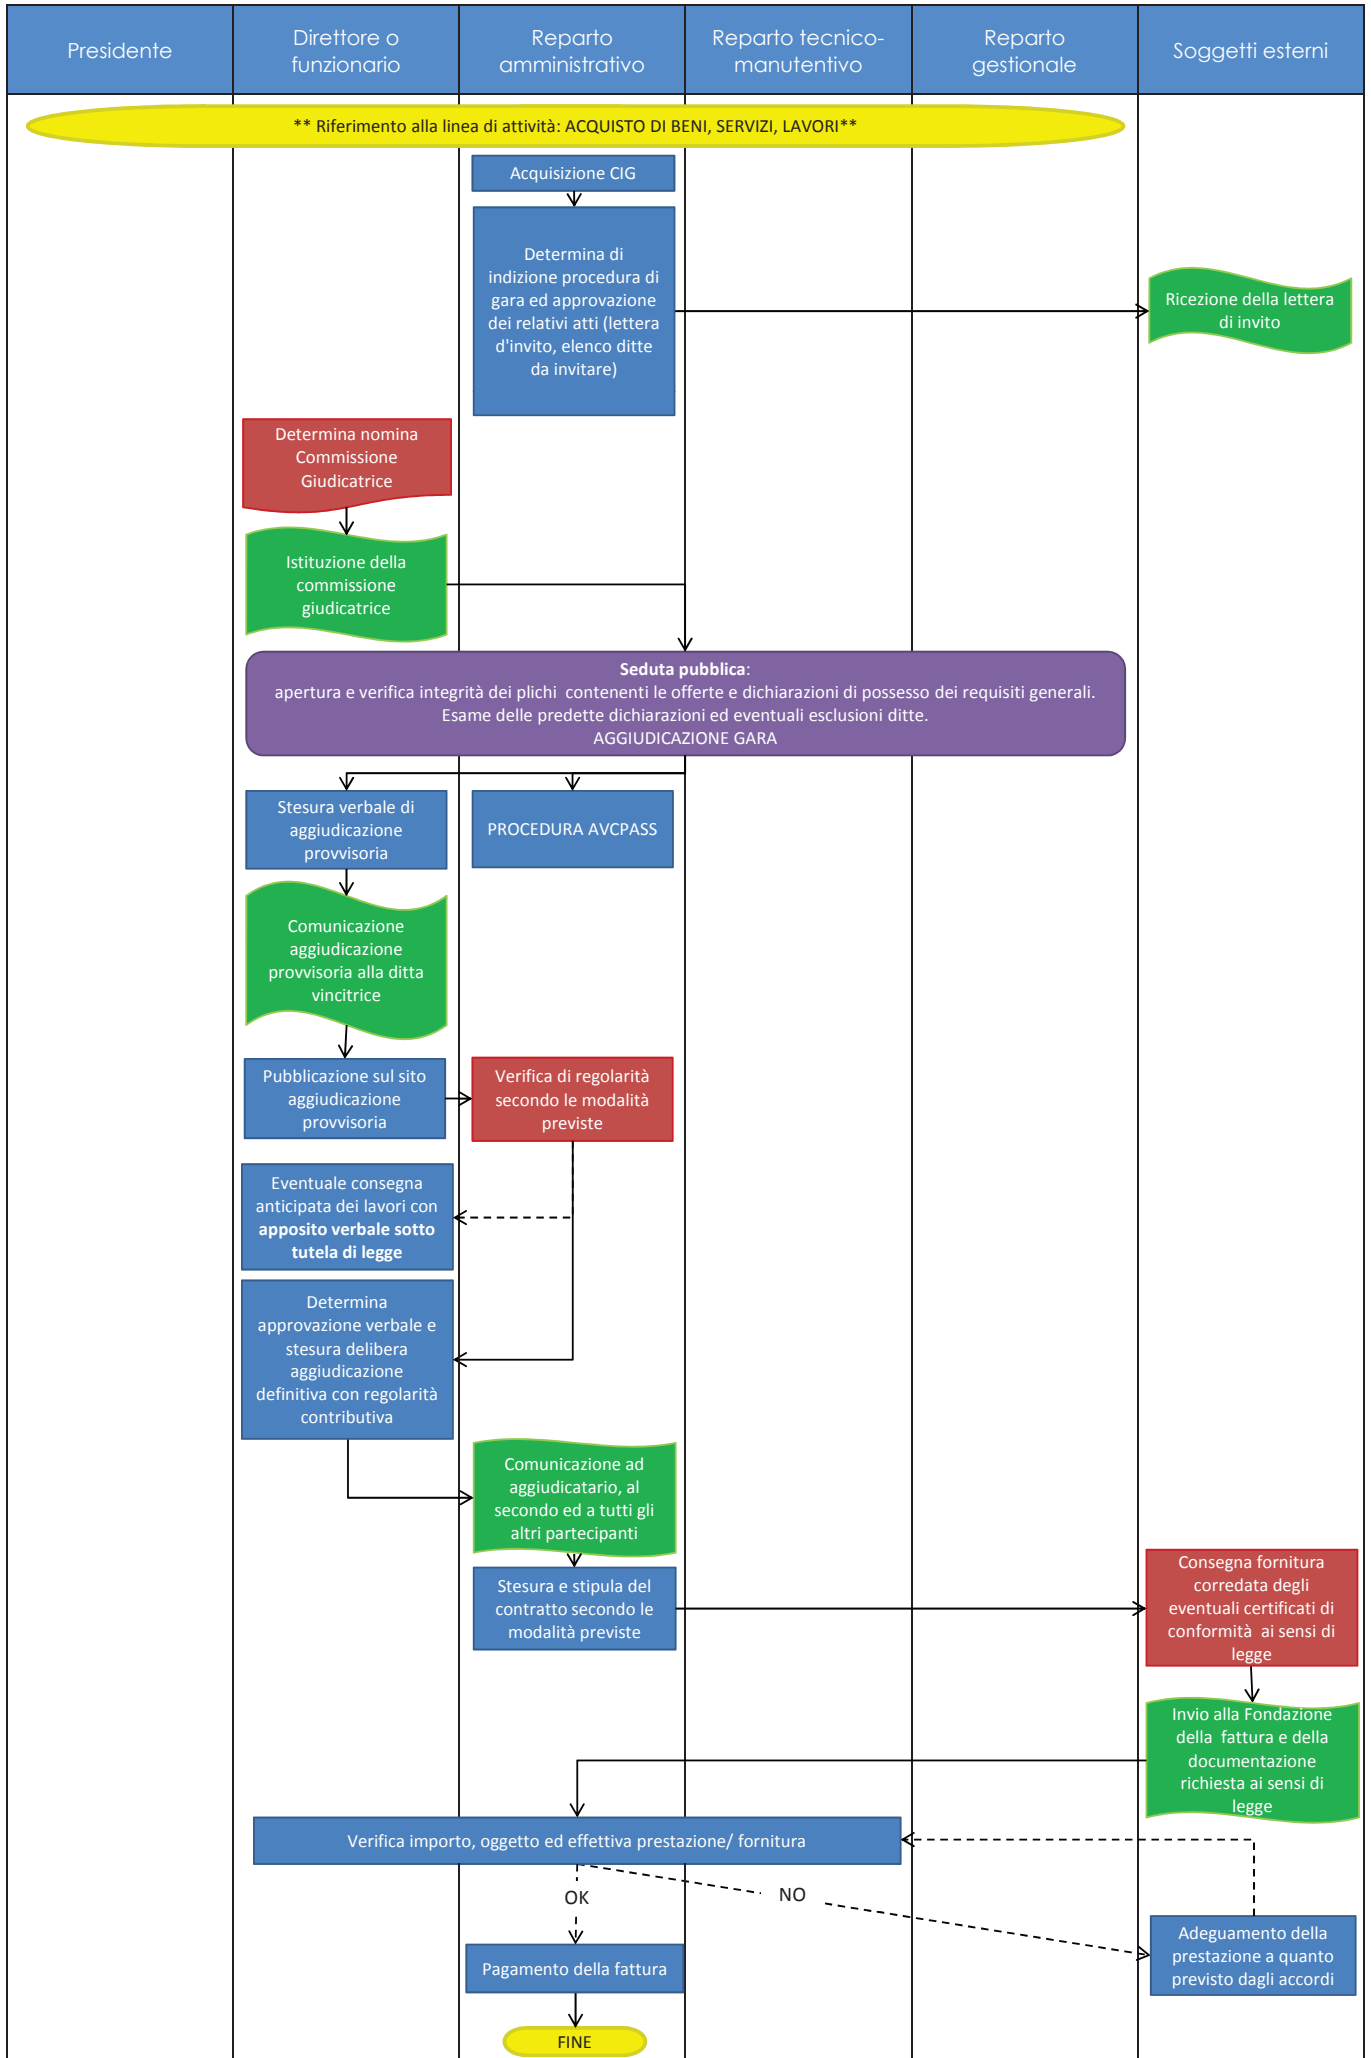 Presidente
Direttore o
funzionario
Reparto
amministrativo
Reparto tecnico-
manutentivo
Reparto
gestionale
Soggetti esterni
** Riferimento alla linea di attività: ACQUISTO DI BENI, SERVIZI, LAVORI**
Acquisizione CIG
Determina di
indizione procedura di
gara ed approvazione
dei relativi atti (lettera
d'invito, elenco ditte
da invitare)
Ricezione della lettera
di invito
Determina nomina
Commissione
Giudicatrice
Istituzione della
commissione
giudicatrice
Seduta pubblica:
apertura e verifica integrità dei plichi contenenti le offerte e dichiarazioni di possesso dei requisiti generali.
Esame delle predette dichiarazioni ed eventuali esclusioni ditte.
AGGIUDICAZIONE GARA
Stesura verbale di
aggiudicazione
provvisoria
PROCEDURA AVCPASS
Comunicazione
aggiudicazione
provvisoria alla ditta
vincitrice
Pubblicazione sul sito
aggiudicazione
provvisoria
Verifica di regolarità
secondo le modalità
previste
Eventuale consegna
anticipata dei lavori con
apposito verbale sotto
tutela di legge
Determina
approvazione verbale e
stesura delibera
aggiudicazione
definitiva con regolarità
contributiva
Comunicazione ad
aggiudicatario, al
secondo ed a tutti gli
altri partecipanti
Stesura e stipula del
contratto secondo le
modalità previste
Consegna fornitura
corredata degli
eventuali certificati di
conformità ai sensi di
legge
Invio alla Fondazione
della fattura e della
documentazione
richiesta ai sensi di
legge
Verifica importo, oggetto ed effettiva prestazione/ fornitura
OK
NO
Adeguamento della
prestazione a quanto
previsto dagli accordi
Pagamento della fattura
FINE